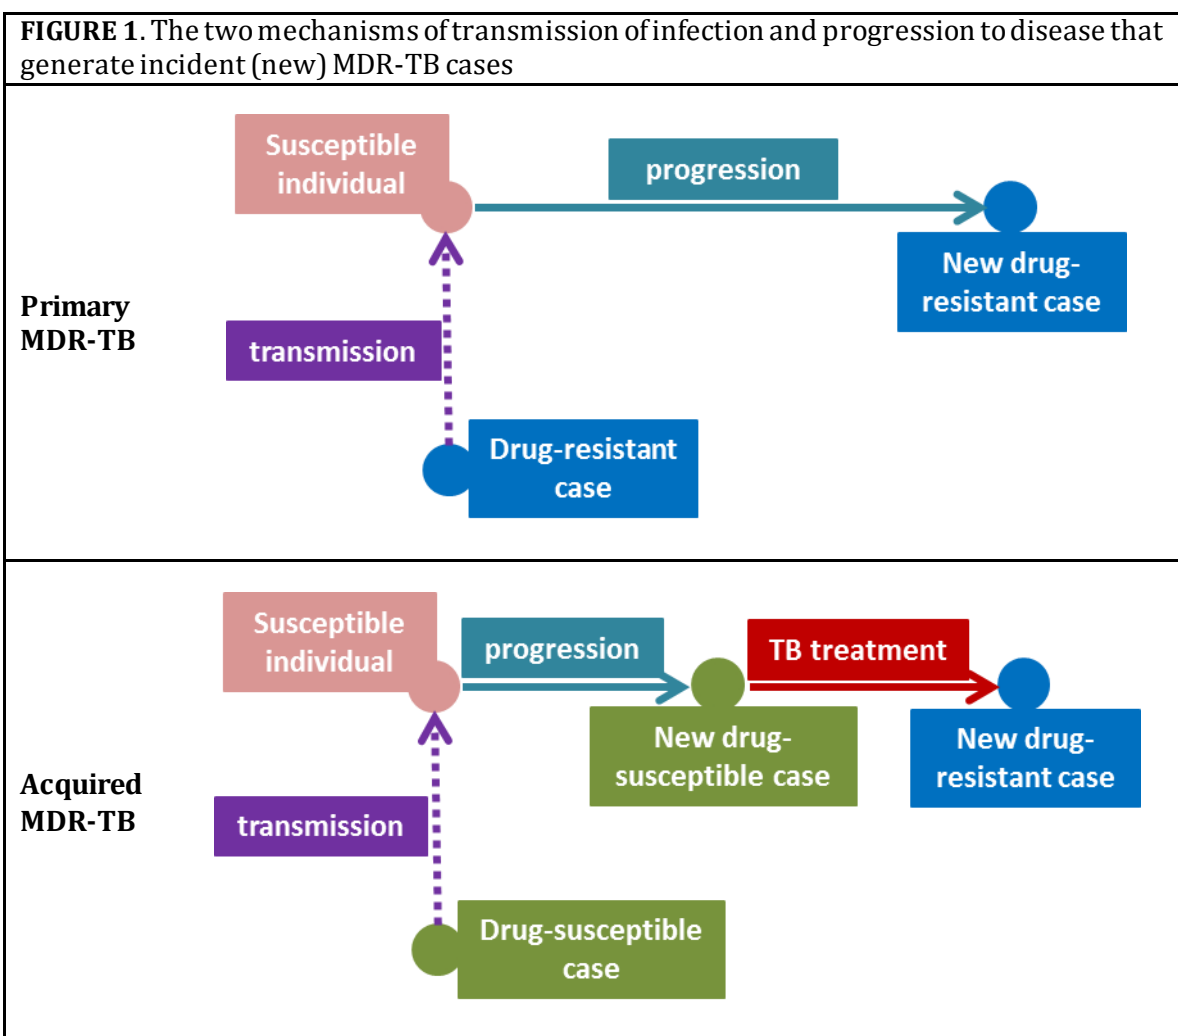 FIGURE 1. The two mechanisms of transmission of infection and progression to disease that
generate incident (new) MDR-TB cases
Primary
MDR-TB
Susceptible
individual
progression
New drug-
resistant case
transmission
Drug-resistant
case
Acquired
MDR-TB
Susceptible
individual
progression
TB treatment
New drug-
susceptible case
New drug-
resistant case
transmission
Drug-susceptible
case